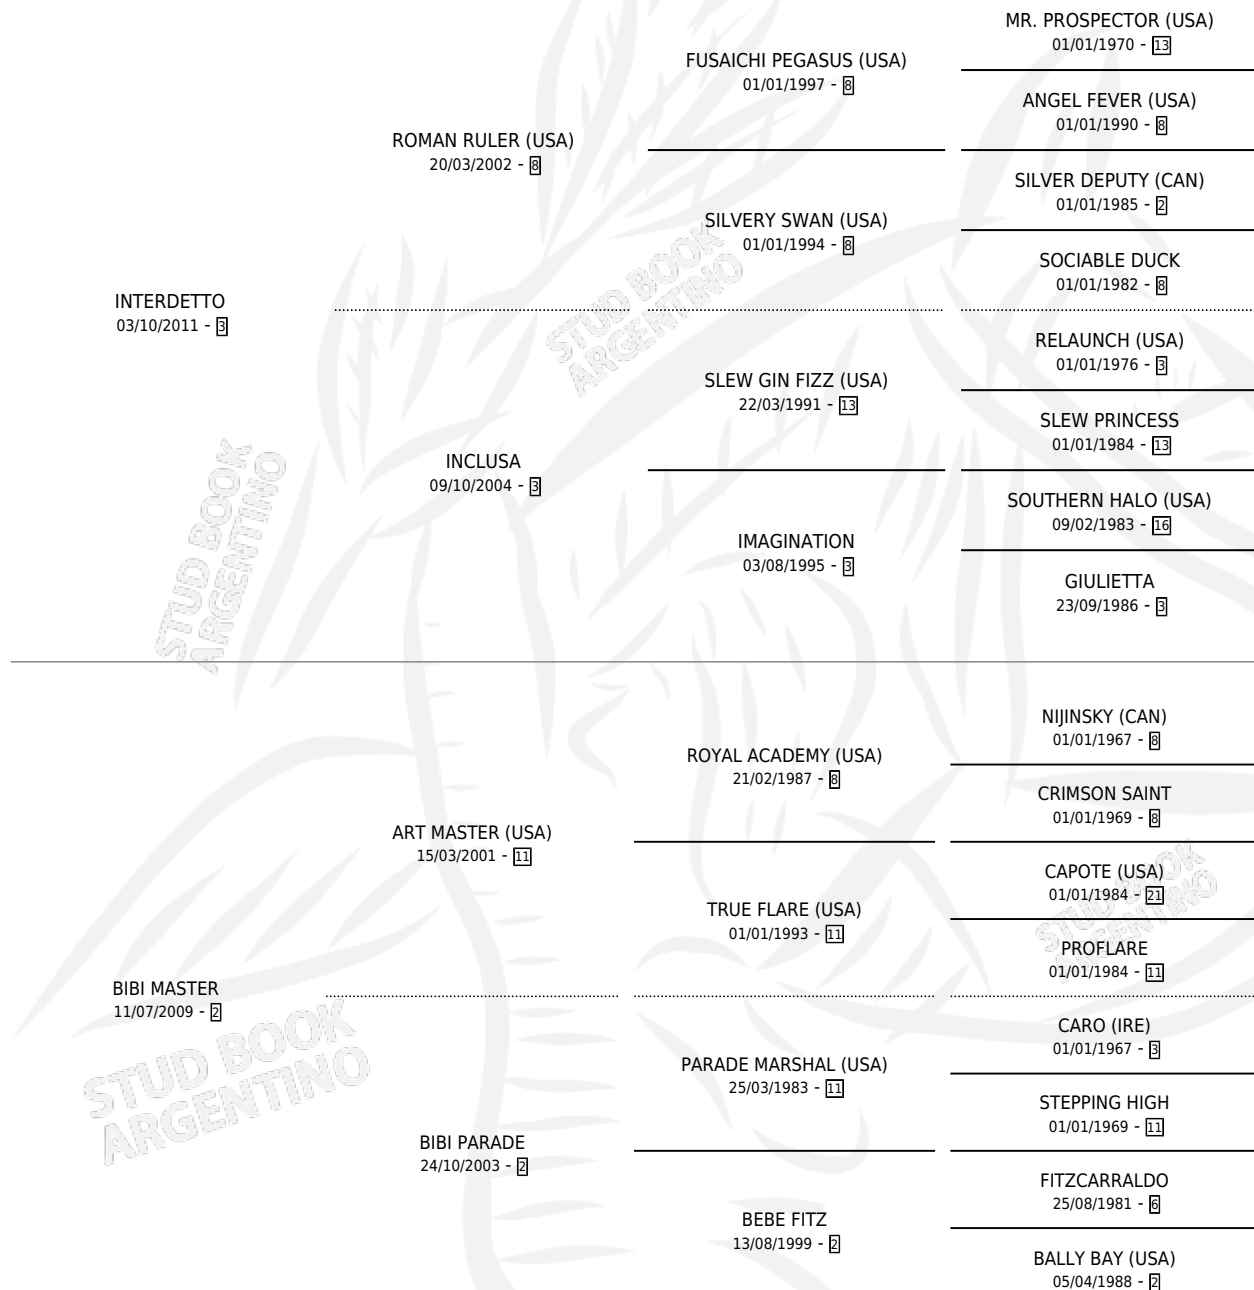 MR. PROSPECTOR (USA)
01/01/1970 - 13
FUSAICHI PEGASUS (USA)
01/01/1997 - 8
ANGEL FEVER (USA)
01/01/1990 - 8
ROMAN RULER (USA)
20/03/2002 - 8
SILVER DEPUTY (CAN)
01/01/1985 - 2
SILVERY SWAN (USA)
01/01/1994 - 8
SOCIABLE DUCK
01/01/1982 - 8
INTERDETTO
03/10/2011 - 3
STUD BOOK
ARGENTINO
RELAUNCH (USA)
01/01/1976 - 3
SLEW GIN FIZZ (USA)
22/03/1991 - 13
SLEW PRINCESS
01/01/1984 - 13
INCLUSA
09/10/2004 - 3
SOUTHERN HALO (USA)
09/02/1983 - 16
IMAGINATION
03/08/1995 - 3
GIULIETTA
23/09/1986 - 3
STUD BOOK
ARGENTINO
NIJINSKY (CAN)
01/01/1967 - 8
ROYAL ACADEMY (USA)
21/02/1987 - 8
CRIMSON SAINT
01/01/1969 - 8
ART MASTER (USA)
15/03/2001 - 11
CAPOTE (USA)
01/01/1984 - 21
TRUE FLARE (USA)
01/01/1993 - 11
PROFLARE
01/01/1984 - 11
STUD BOOK
ARGENTINO
BIBI MASTER
11/07/2009 - 2
STUD BOOK
ARGENTINO
CARO (IRE)
01/01/1967 - 3
PARADE MARSHAL (USA)
25/03/1983 - 11
STEPPING HIGH
01/01/1969 - 11
BIBI PARADE
24/10/2003 - 2
FITZCARRALDO
25/08/1981 - 6
BEBE FITZ
13/08/1999 - 2
BALLY BAY (USA)
05/04/1988 - 2